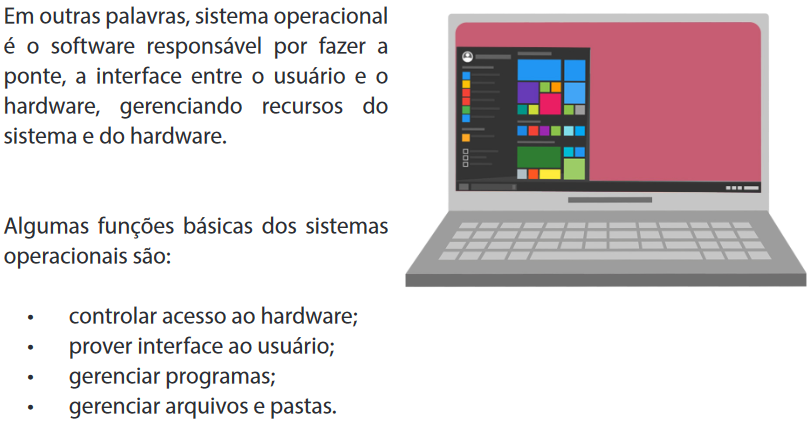 Em outras palavras, sistema operacional
é o software responsável por fazer a
ponte, a interface entre o usuário e o
hardware, gerenciando recursos do
sistema e do hardware.
Algumas funções básicas dos sistemas
operacionais são:
• controlar acesso ao hardware;
• prover interface ao usuário;
• gerenciar programas;
• gerenciar arquivos e pastas.